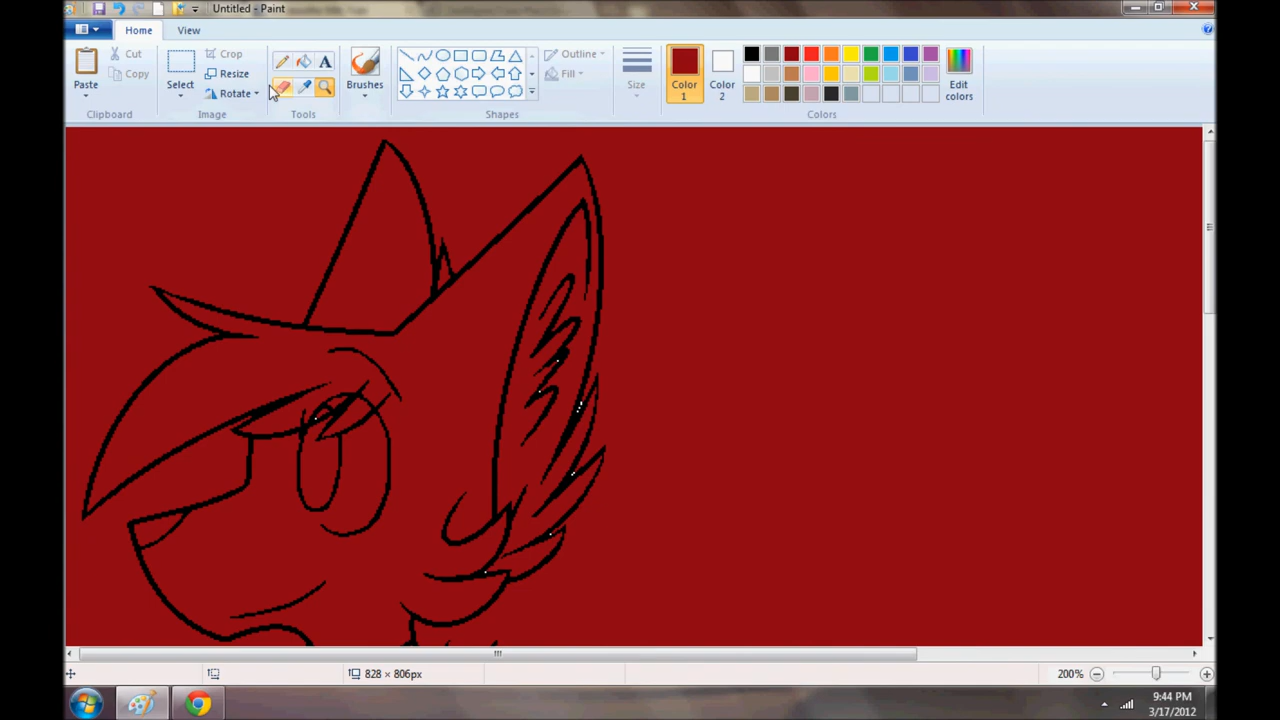 Untitled - Paint
Home View
Paste
Cut
Copy
Clipboard
Select
Crop
Resize
Rotate
Image
A
Tools
Brushes
Shapes
Outline
Fill
Size
Color 1
Color 2
Colors
Edit colors
828 × 806px
200%
9:44 PM
3/17/2012